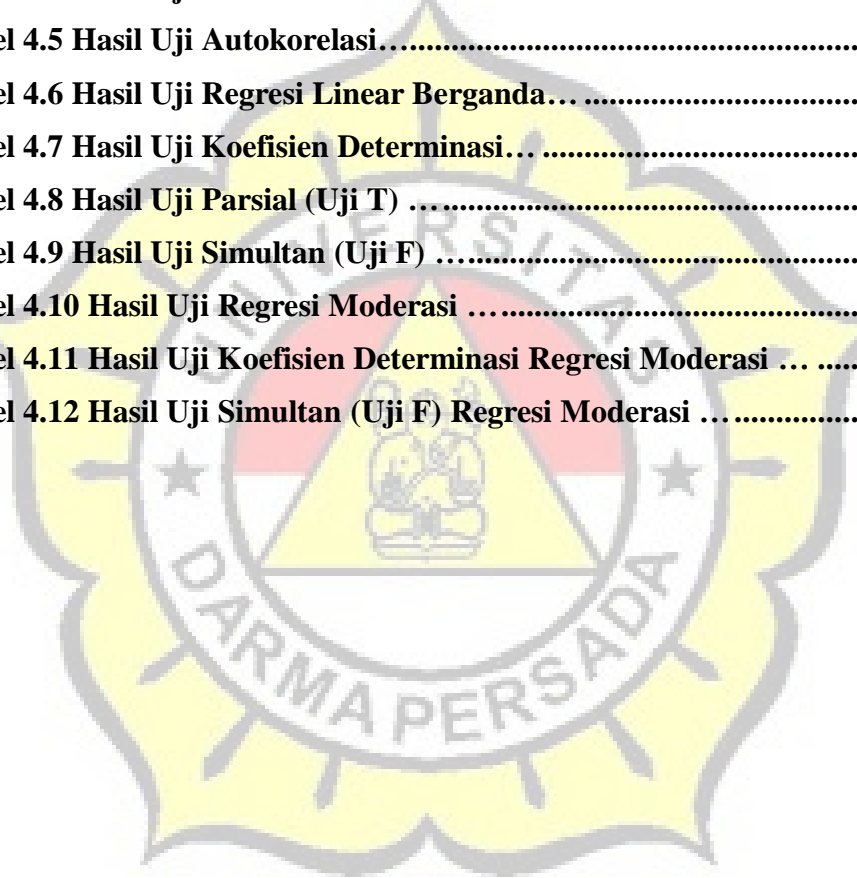 el 4.5 Hasil Uji Autokorelasi…......................................................
el 4.6 Hasil Uji Regresi Linear Berganda… .................................
el 4.7 Hasil Uji Koefisien Determinasi… ......................................
el 4.8 Hasil Uji Parsial (Uji T) …..................................................
el 4.9 Hasil Uji Simultan (Uji F) …...............................................
el 4.10 Hasil Uji Regresi Moderasi ….............................................
el 4.11 Hasil Uji Koefisien Determinasi Regresi Moderasi … .....
el 4.12 Hasil Uji Simultan (Uji F) Regresi Moderasi ….................
UNIVERSITAS
DARMA PERSADA